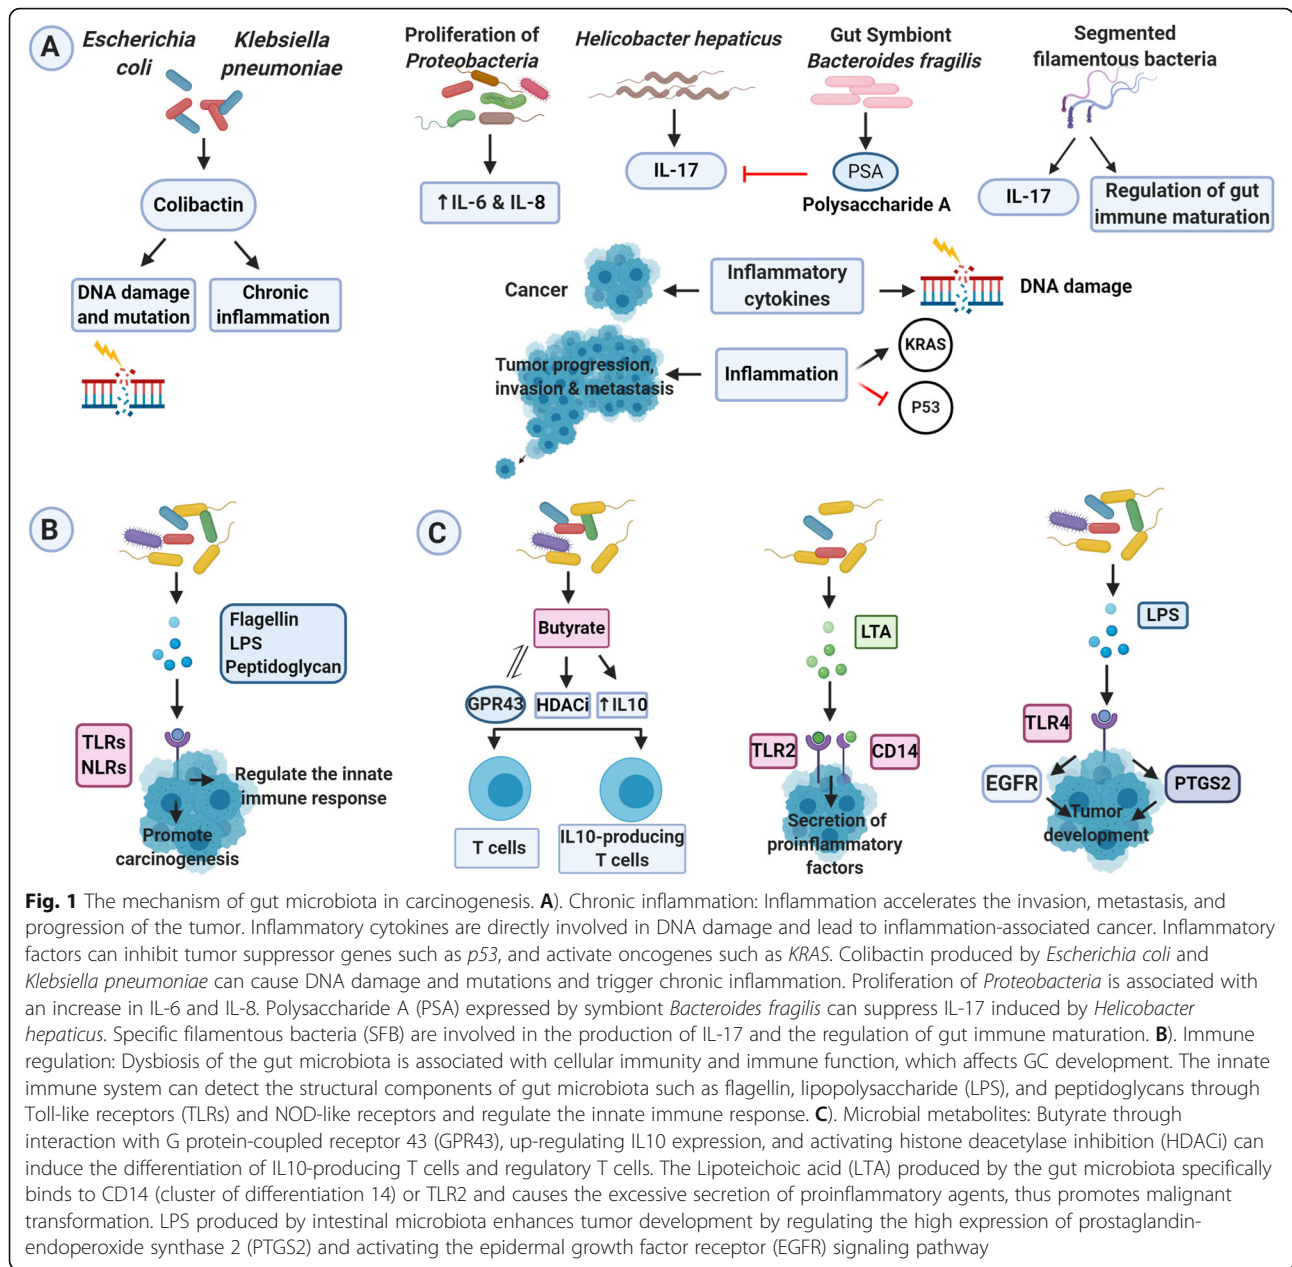 A
Escherichia
coli
Klebsiella
pneumoniae
Proliferation of
Proteobacteria
Helicobacter hepaticus
Gut Symbiont
Bacteroides fragilis
Segmented
filamentous bacteria
Colibactin
DNA damage
and mutation
Chronic
inflammation
↑IL-6 & IL-8
IL-17
PSA
Polysaccharide A
IL-17
Regulation of gut
immune maturation
Cancer
Inflammatory
cytokines
DNA damage
Tumor progression,
invasion & metastasis
Inflammation
KRAS
P53
B
Flagellin
LPS
Peptidoglycan
TLRs
NLRs
Regulate the innate
immune response
Promote
carcinogenesis
C
Butyrate
GPR43
HDACi
↑IL10
T cells
IL10-producing
T cells
LTA
TLR2
CD14
Secretion of
proinflammatory
factors
LPS
TLR4
EGFR
PTGS2
Tumor
development
Fig. 1 The mechanism of gut microbiota in carcinogenesis. A). Chronic inflammation: Inflammation accelerates the invasion, metastasis, and
progression of the tumor. Inflammatory cytokines are directly involved in DNA damage and lead to inflammation-associated cancer. Inflammatory
factors can inhibit tumor suppressor genes such as p53, and activate oncogenes such as KRAS. Colibactin produced by Escherichia coli and
Klebsiella pneumoniae can cause DNA damage and mutations and trigger chronic inflammation. Proliferation of Proteobacteria is associated with
an increase in IL-6 and IL-8. Polysaccharide A (PSA) expressed by symbiont Bacteroides fragilis can suppress IL-17 induced by Helicobacter
hepaticus. Specific filamentous bacteria (SFB) are involved in the production of IL-17 and the regulation of gut immune maturation. B). Immune
regulation: Dysbiosis of the gut microbiota is associated with cellular immunity and immune function, which affects GC development. The innate
immune system can detect the structural components of gut microbiota such as flagellin, lipopolysaccharide (LPS), and peptidoglycans through
Toll-like receptors (TLRs) and NOD-like receptors and regulate the innate immune response. C). Microbial metabolites: Butyrate through
interaction with G protein-coupled receptor 43 (GPR43), up-regulating IL10 expression, and activating histone deacetylase inhibition (HDACi) can
induce the differentiation of IL10-producing T cells and regulatory T cells. The Lipoteichoic acid (LTA) produced by the gut microbiota specifically
binds to CD14 (cluster of differentiation 14) or TLR2 and causes the excessive secretion of proinflammatory agents, thus promotes malignant
transformation. LPS produced by intestinal microbiota enhances tumor development by regulating the high expression of prostaglandin-
endoperoxide synthase 2 (PTGS2) and activating the epidermal growth factor receptor (EGFR) signaling pathway